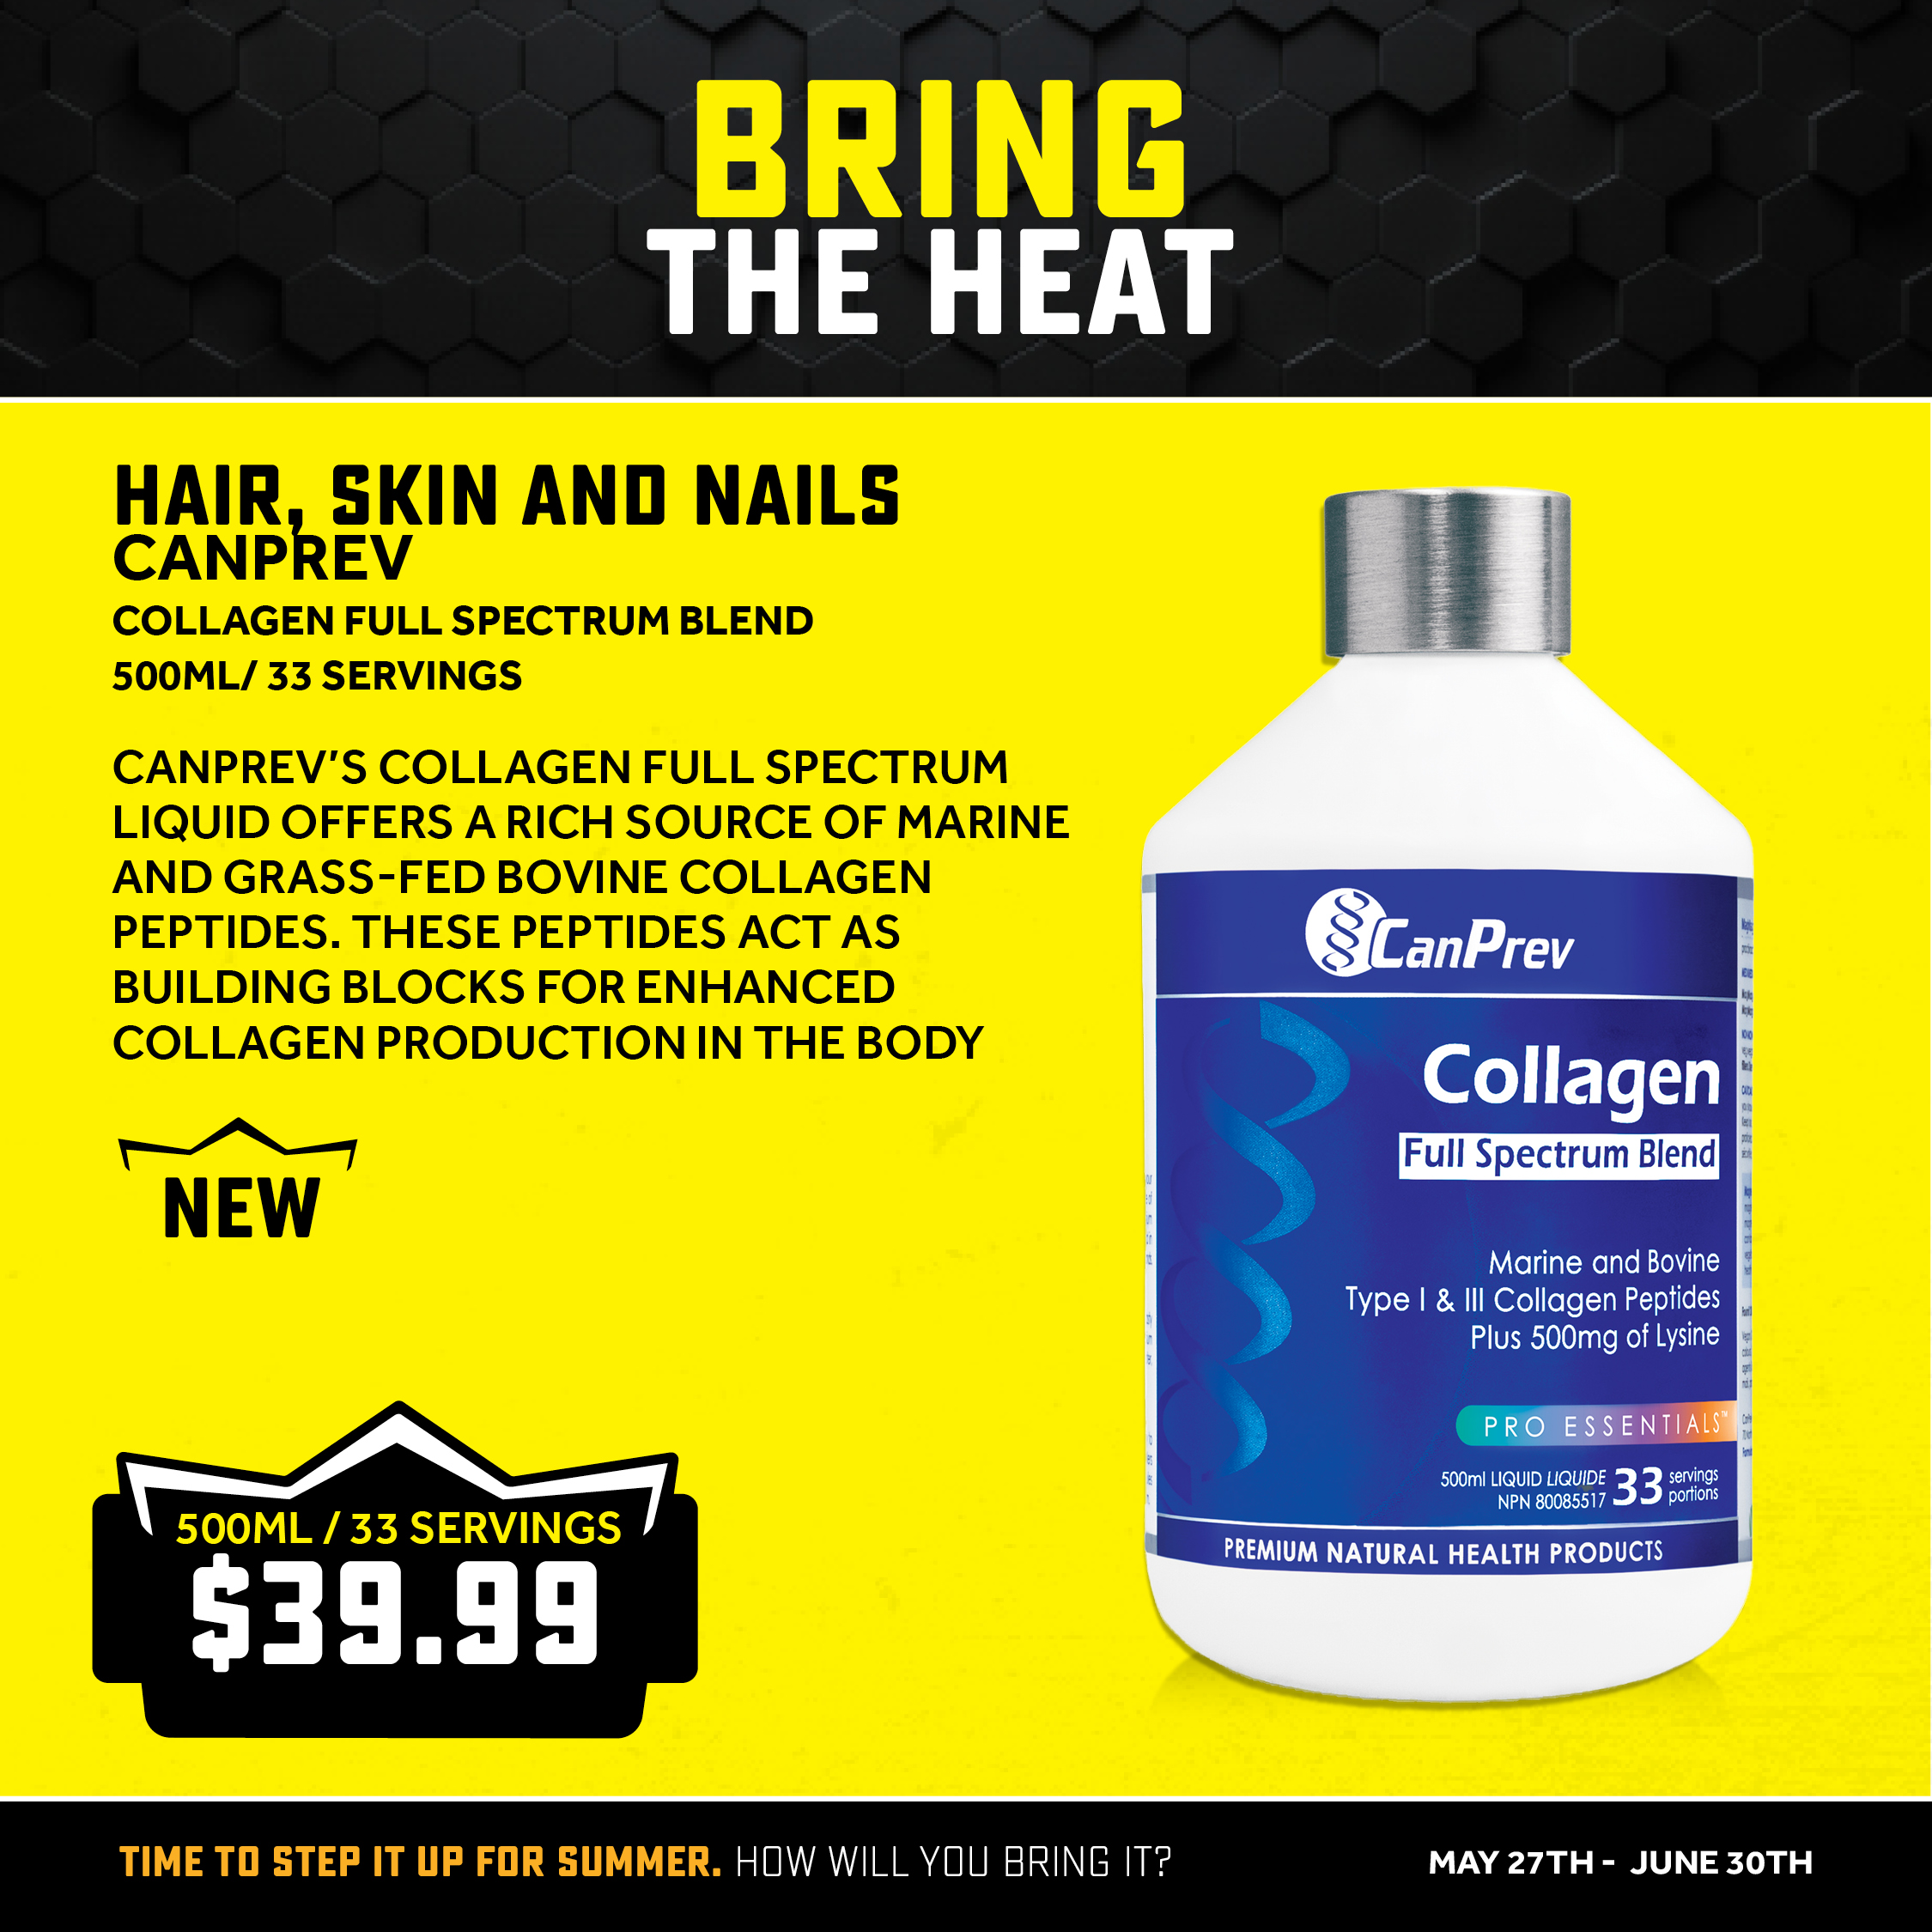 BRING
THE HEAT
HAIR, SKIN AND NAILS
CANPREV
COLLAGEN FULL SPECTRUM BLEND
500ML/ 33 SERVINGS
CANPREV'S COLLAGEN FULL SPECTRUM
LIQUID OFFERS A RICH SOURCE OF MARINE
AND GRASS-FED BOVINE COLLAGEN
PEPTIDES. THESE PEPTIDES ACT AS
BUILDING BLOCKS FOR ENHANCED
COLLAGEN PRODUCTION IN THE BODY
NEW
500ML / 33 SERVINGS
$39.99
CanPrev
Collagen
Full Spectrum Blend
Marine and Bovine
Type I & III Collagen Peptides
Plus 500mg of Lysine
PRO ESSENTIALS™
500ml LIQUID LIQUIDE 33 servings
NPN 80085517 portions
PREMIUM NATURAL HEALTH PRODUCTS
TIME TO STEP IT UP FOR SUMMER. HOW WILL YOU BRING IT?
MAY 27TH - JUNE 30TH